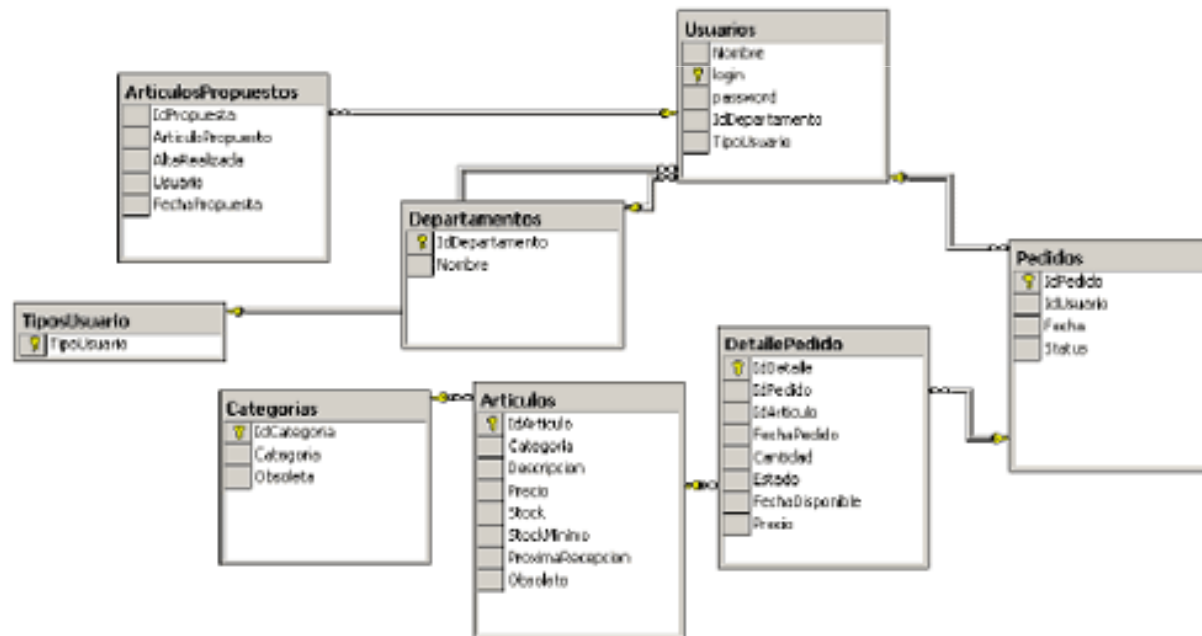 Usuarios
Nombre
login
password
IdDepartamento
TipoUsuario
ArticulosPropuestos
IdPropuesta
ArticuloPropuesto
AltaRealizada
Usuario
FechaPropuesta
Departamentos
IdDepartamento
Nombre
TiposUsuario
TipoUsuario
Pedidos
IdPedido
IdUsuario
Fecha
Status
DetallePedido
IdDetalle
IdPedido
IdArticulo
FechaPedido
Cantidad
Estado
FechaDisponible
Precio
Categorias
IdCategoria
Categoria
Obsoleta
Articulos
IdArticulo
Categoria
Descripcion
Precio
Stock
StockMinimo
ProximaRecepcion
Obsoleto